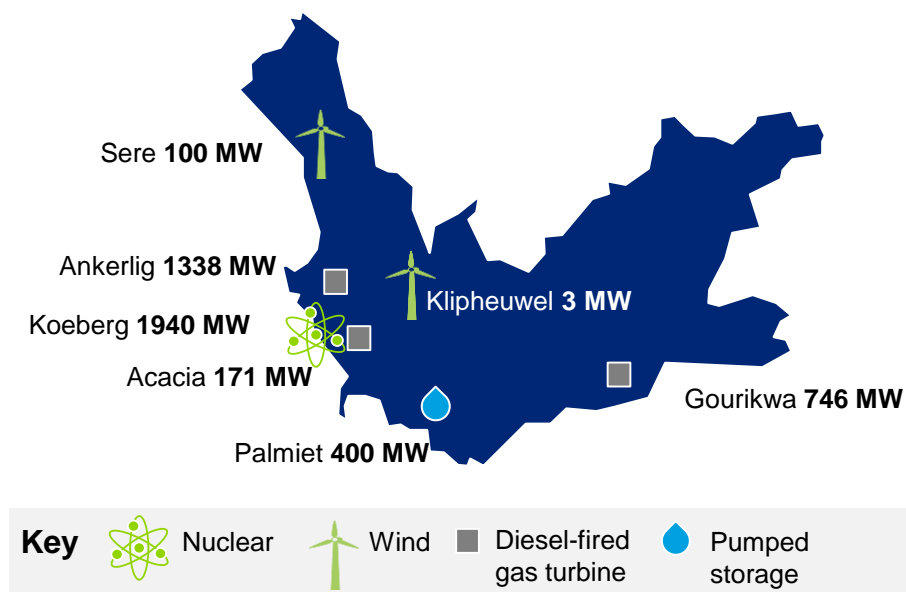 Sere 100 MW
Ankerlig 1338 MW
Klipheuwel 3 MW
Koeberg 1940 MW
Acacia 171 MW
Gourikwa 746 MW
Palmiet 400 MW
Key
Nuclear
Wind
Diesel-fired
gas turbine
Pumped
storage